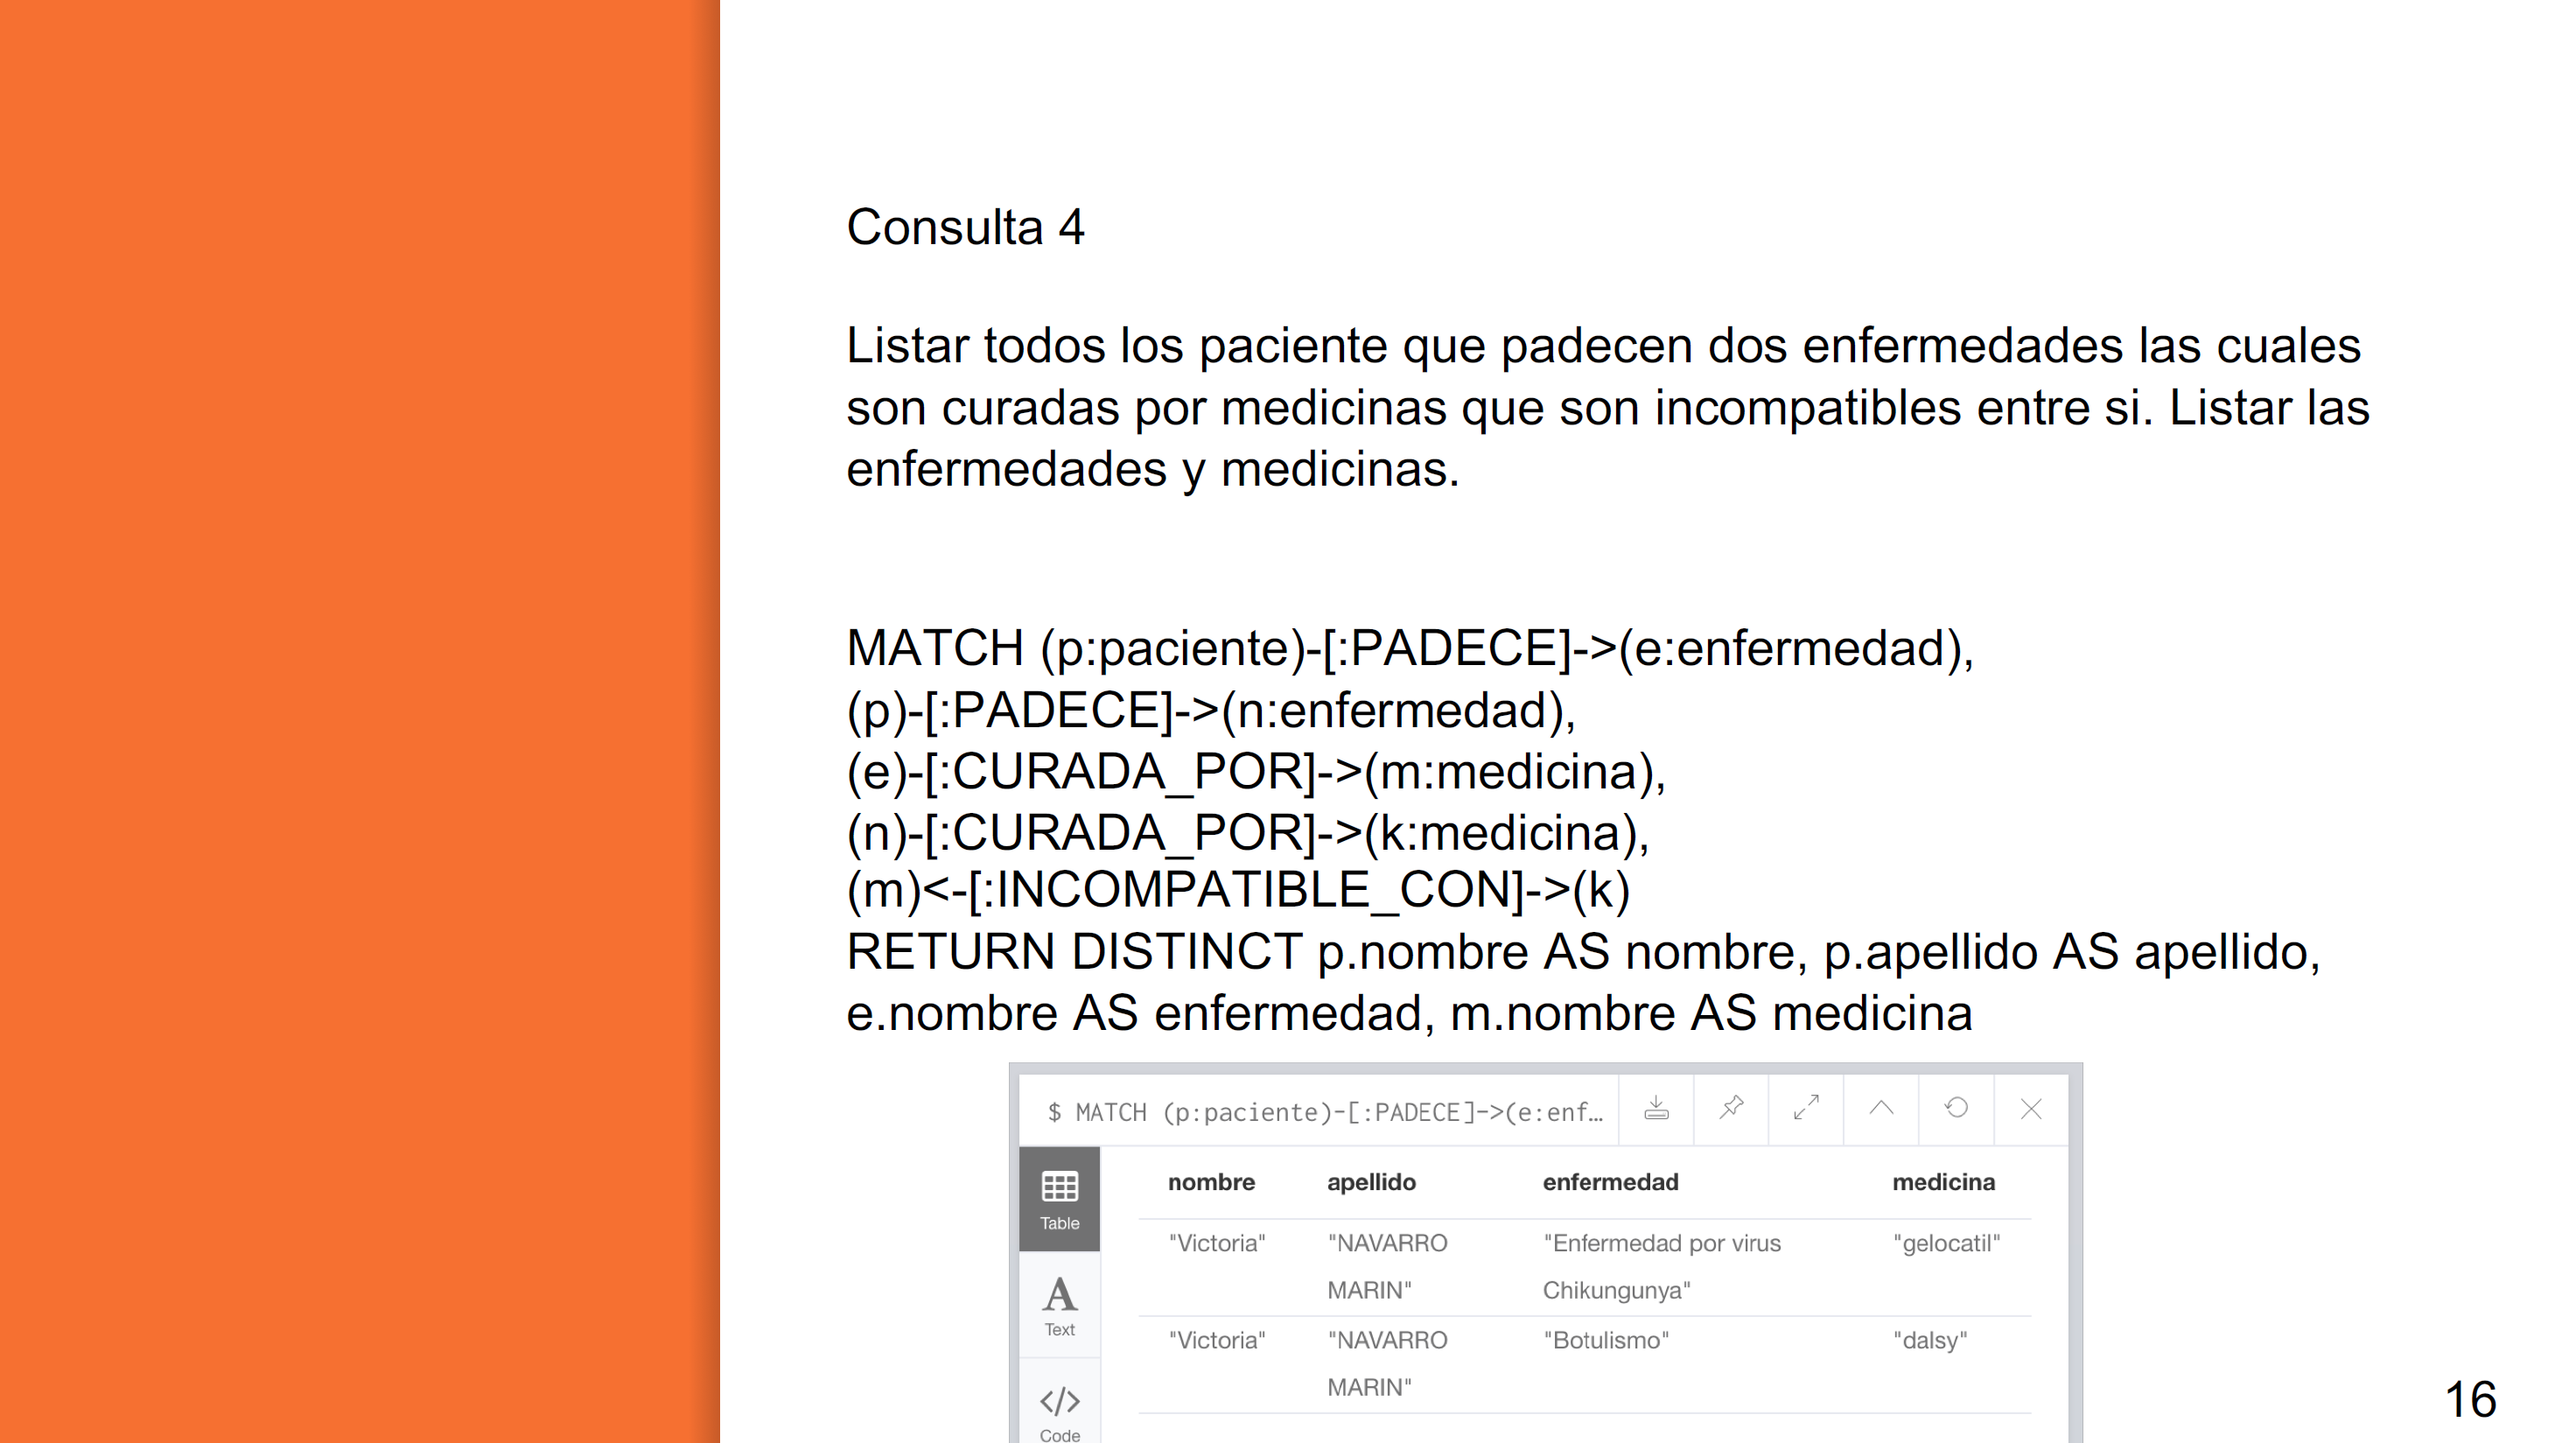 Consulta 4
Listar todos los paciente que padecen dos enfermedades las cuales
son curadas por medicinas que son incompatibles entre si. Listar las
enfermedades y medicinas.
MATCH (p:paciente)-[:PADECE]->(e:enfermedad),
(p)-[:PADECE]->(n:enfermedad),
(e)-[:CURADA_POR]->(m:medicina),
(n)-[:CURADA_POR]->(k:medicina),
(m)<-[:INCOMPATIBLE_CON]->(k)
RETURN DISTINCT p.nombre AS nombre, p.apellido AS apellido,
e.nombre AS enfermedad, m.nombre AS medicina
$ MATCH (p:paciente)-[:PADECE]->(e:enf…
Table
Text
Code
nombre apellido enfermedad medicina
"Victoria" "NAVARRO "Enfermedad por virus "gelocatil"
MARIN" Chikungunya"
"Victoria" "NAVARRO "Botulismo" "dalsy"
MARIN"
16